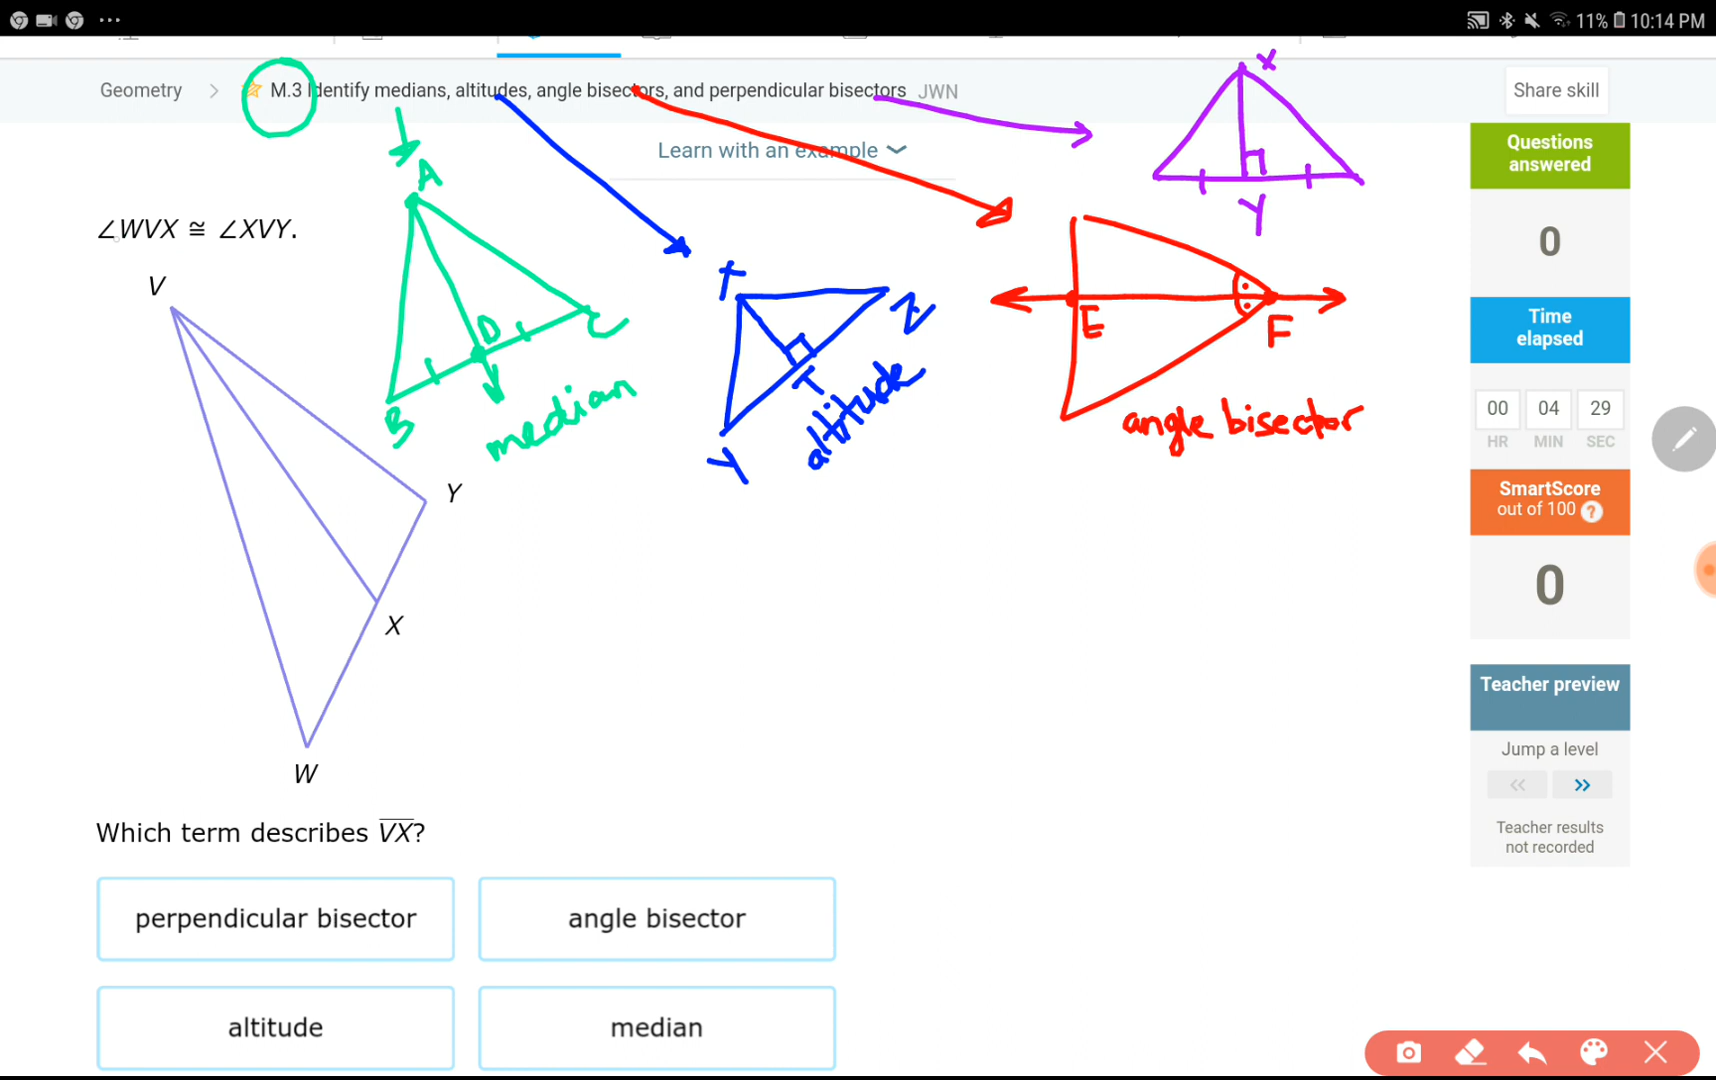 11% 10:14 PM
Geometry > M.3 Identify medians, altitudes, angle bisectors, and perpendicular bisectors JWN
Share skill
Learn with an example
X
Y
A
B
D
C
median
Y
Z
altitude
E
F
angle bisector
∠WVX ≅ ∠XVY.
V
Y
X
W
Which term describes V̅X̅?
perpendicular bisector
angle bisector
altitude
median
Questions
answered
0
Time
elapsed
00 04 29
HR MIN SEC
SmartScore
out of 100 ?
0
Teacher preview
Jump a level
<< >>
Teacher results
not recorded